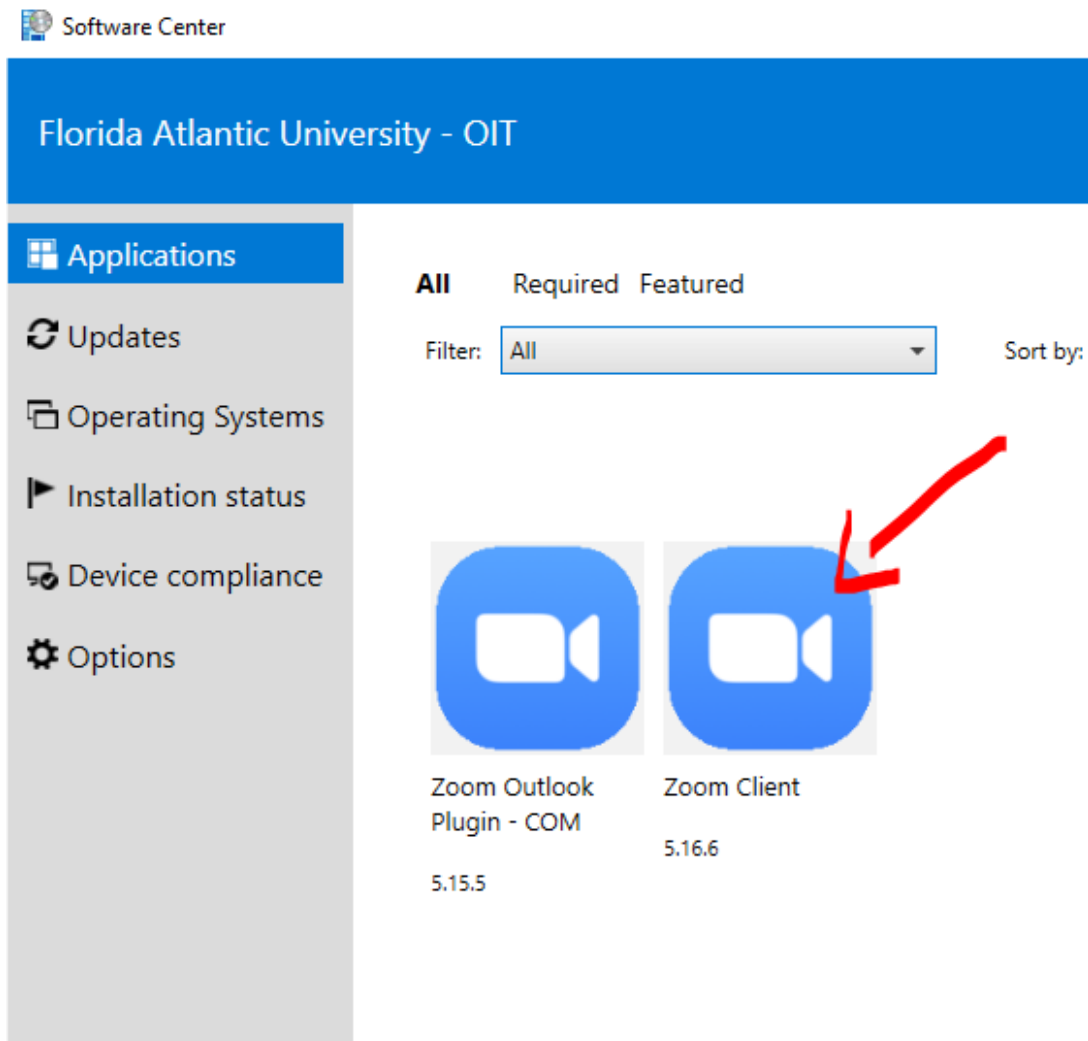 Software Center
Florida Atlantic University - OIT
Applications
Updates
Operating Systems
Installation status
Device compliance
Options
All Required Featured
Filter: All Sort by:
Zoom Outlook
Plugin - COM
5.15.5
Zoom Client
5.16.6